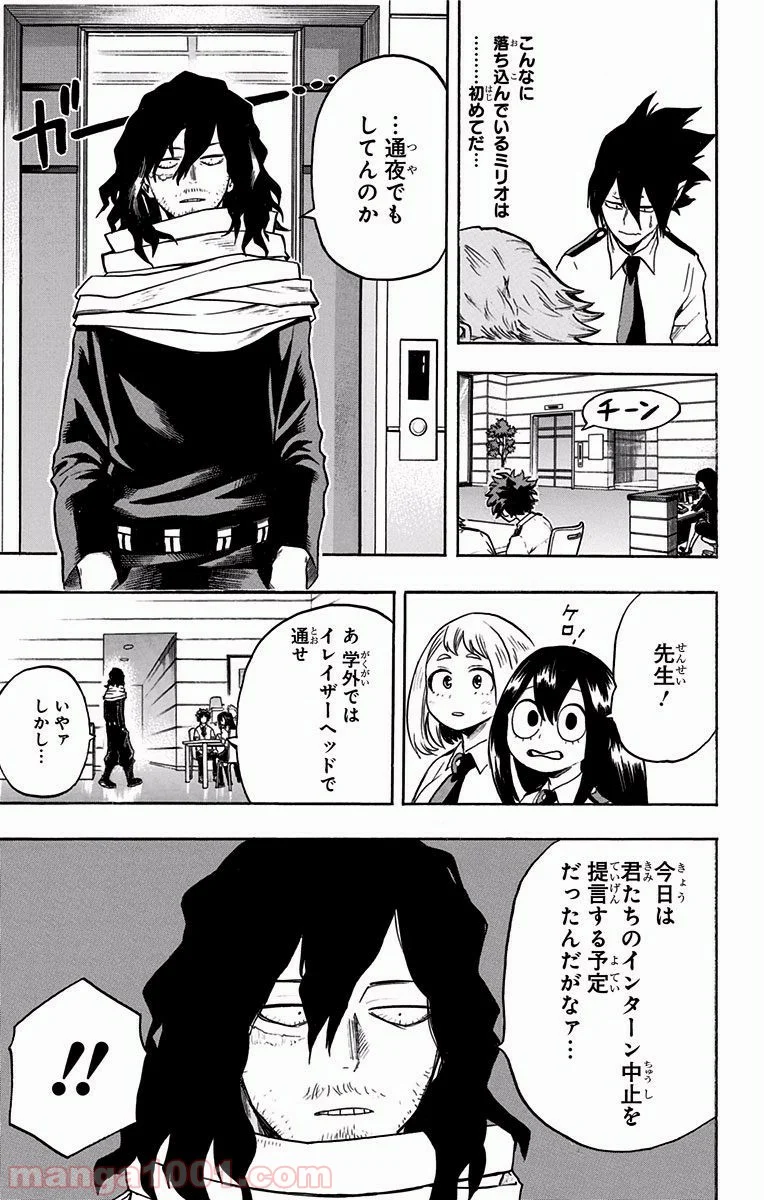 こんなに
落ち込んでいるミリオは
………初めてだ…
チーン
ガーー
…通夜でも
してんのか
先生！
ケロ！
あ 学外では
イレイザーヘッドで
通せ
いやァ
しかし…
今日は
君たちのインターン中止を
提言する予定
だったんだがなァ…
!!
manga1001.com